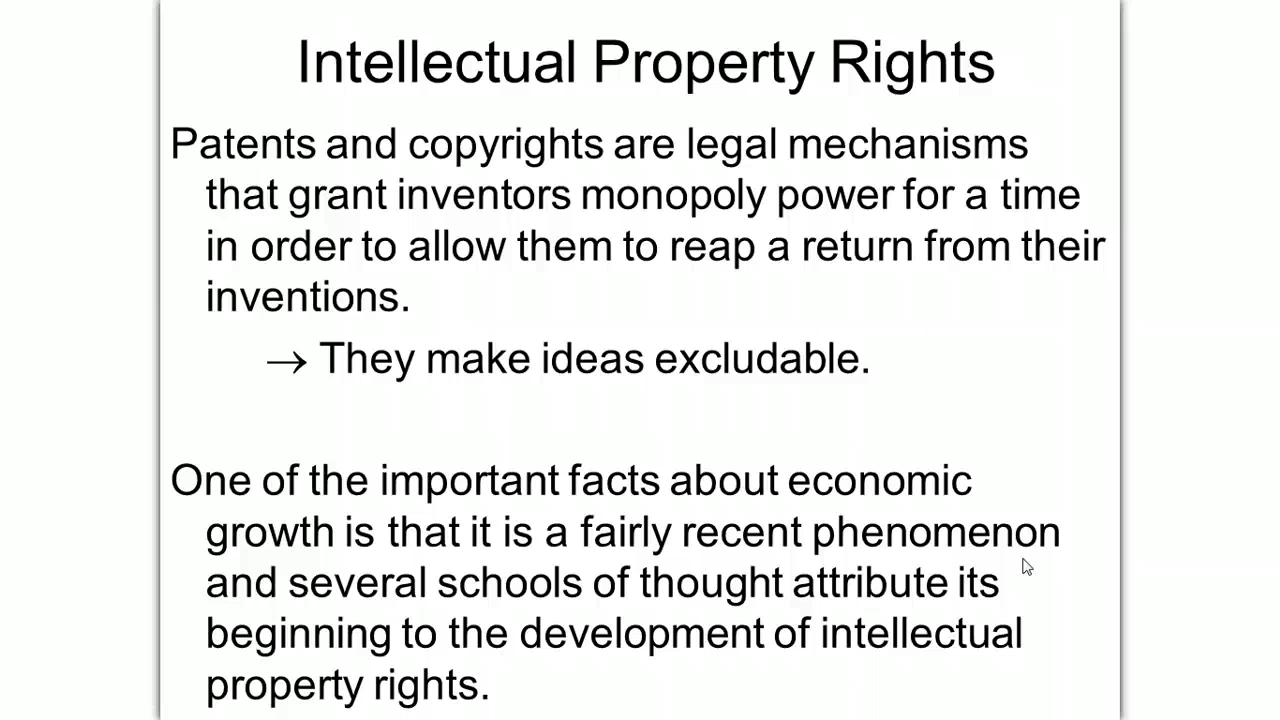 Intellectual Property Rights
Patents and copyrights are legal mechanisms
that grant inventors monopoly power for a time
in order to allow them to reap a return from their
inventions.
→ They make ideas excludable.
One of the important facts about economic
growth is that it is a fairly recent phenomenon
and several schools of thought attribute its
beginning to the development of intellectual
property rights.